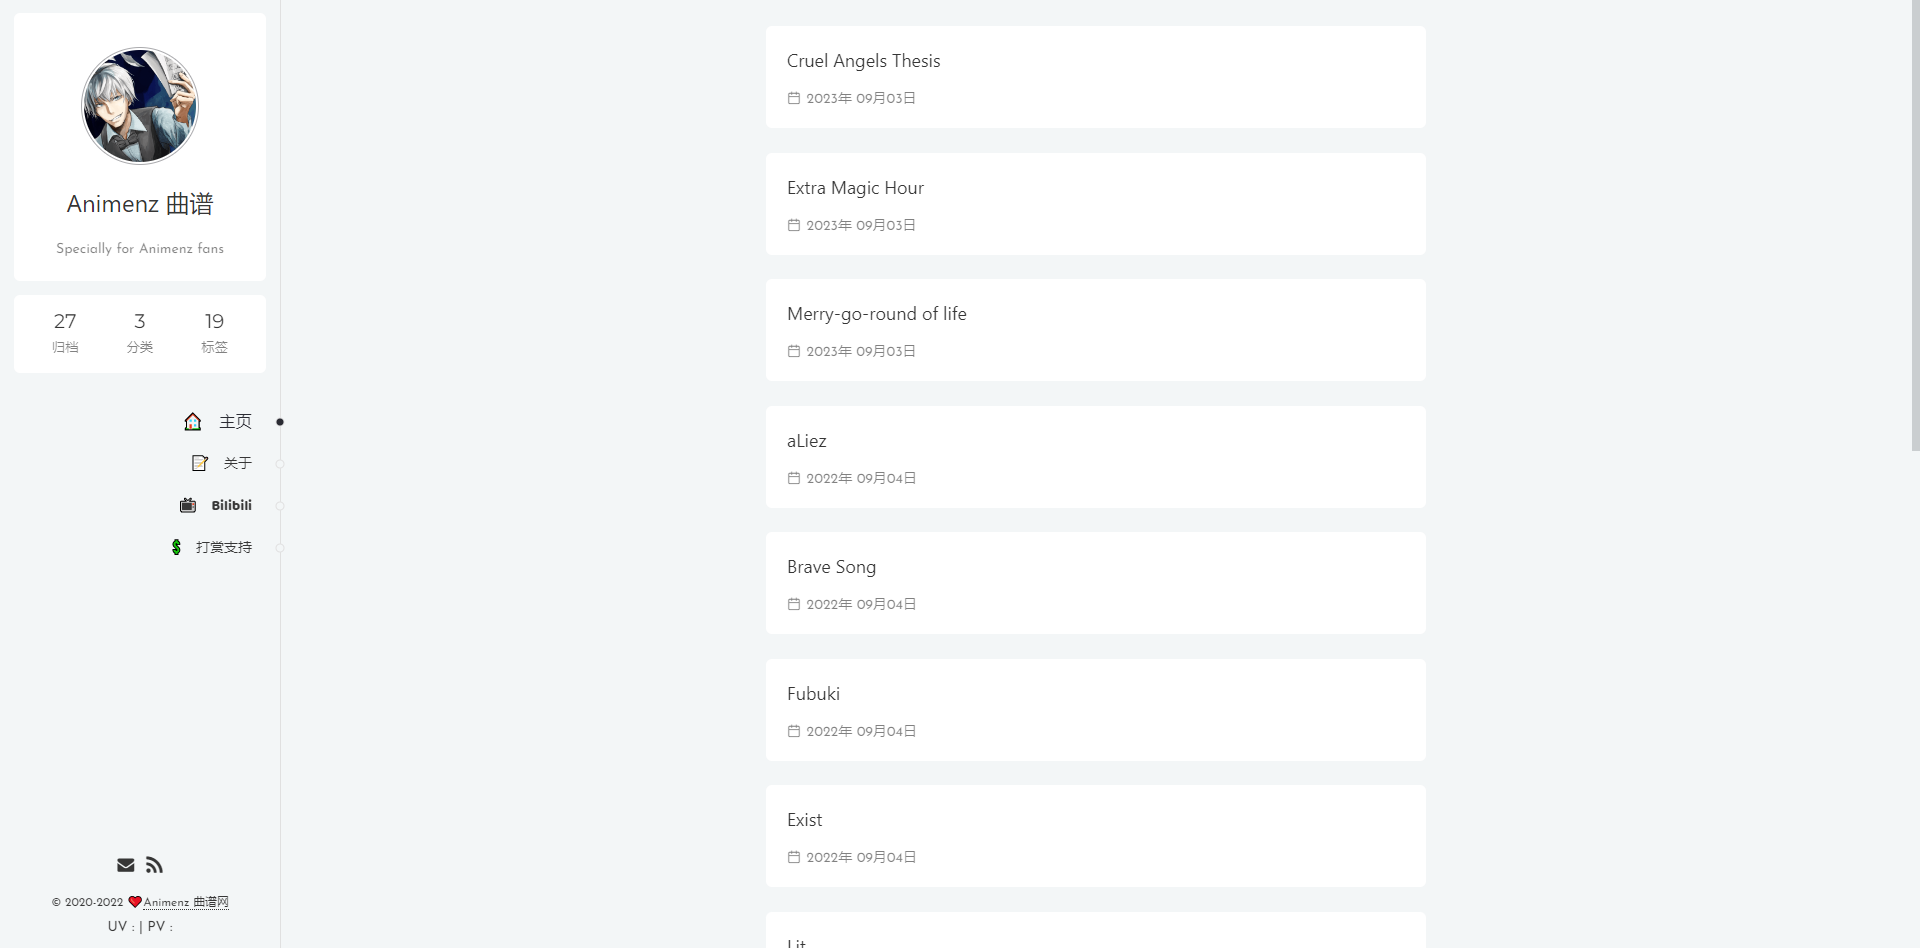 Animenz 曲谱
Specially for Animenz fans
27
归档
3
分类
19
标签
主页
关于
Bilibili
打赏支持
© 2020-2022 Animenz 曲谱网
UV : | PV :
Cruel Angels Thesis
2023年 09月03日
Extra Magic Hour
2023年 09月03日
Merry-go-round of life
2023年 09月03日
aLiez
2022年 09月04日
Brave Song
2022年 09月04日
Fubuki
2022年 09月04日
Exist
2022年 09月04日
Lit